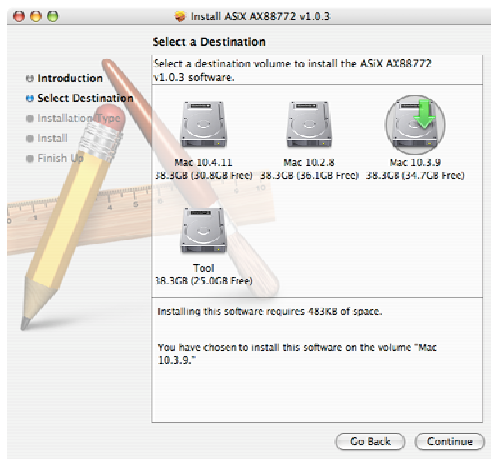 Install ASIX AX88772 v1.0.3
Select a Destination
Introduction
Select Destination
Installation Type
Install
Finish Up
Select a destination volume to install the ASIX AX88772
v1.0.3 software.
Mac 10.4.11
38.3GB (30.8GB Free)
Mac 10.2.8
38.3GB (36.1GB Free)
Mac 10.3.9
38.3GB (34.7GB Free)
Tool
38.3GB (25.0GB Free)
Installing this software requires 483KB of space.
You have chosen to install this software on the volume "Mac
10.3.9."
Go Back
Continue